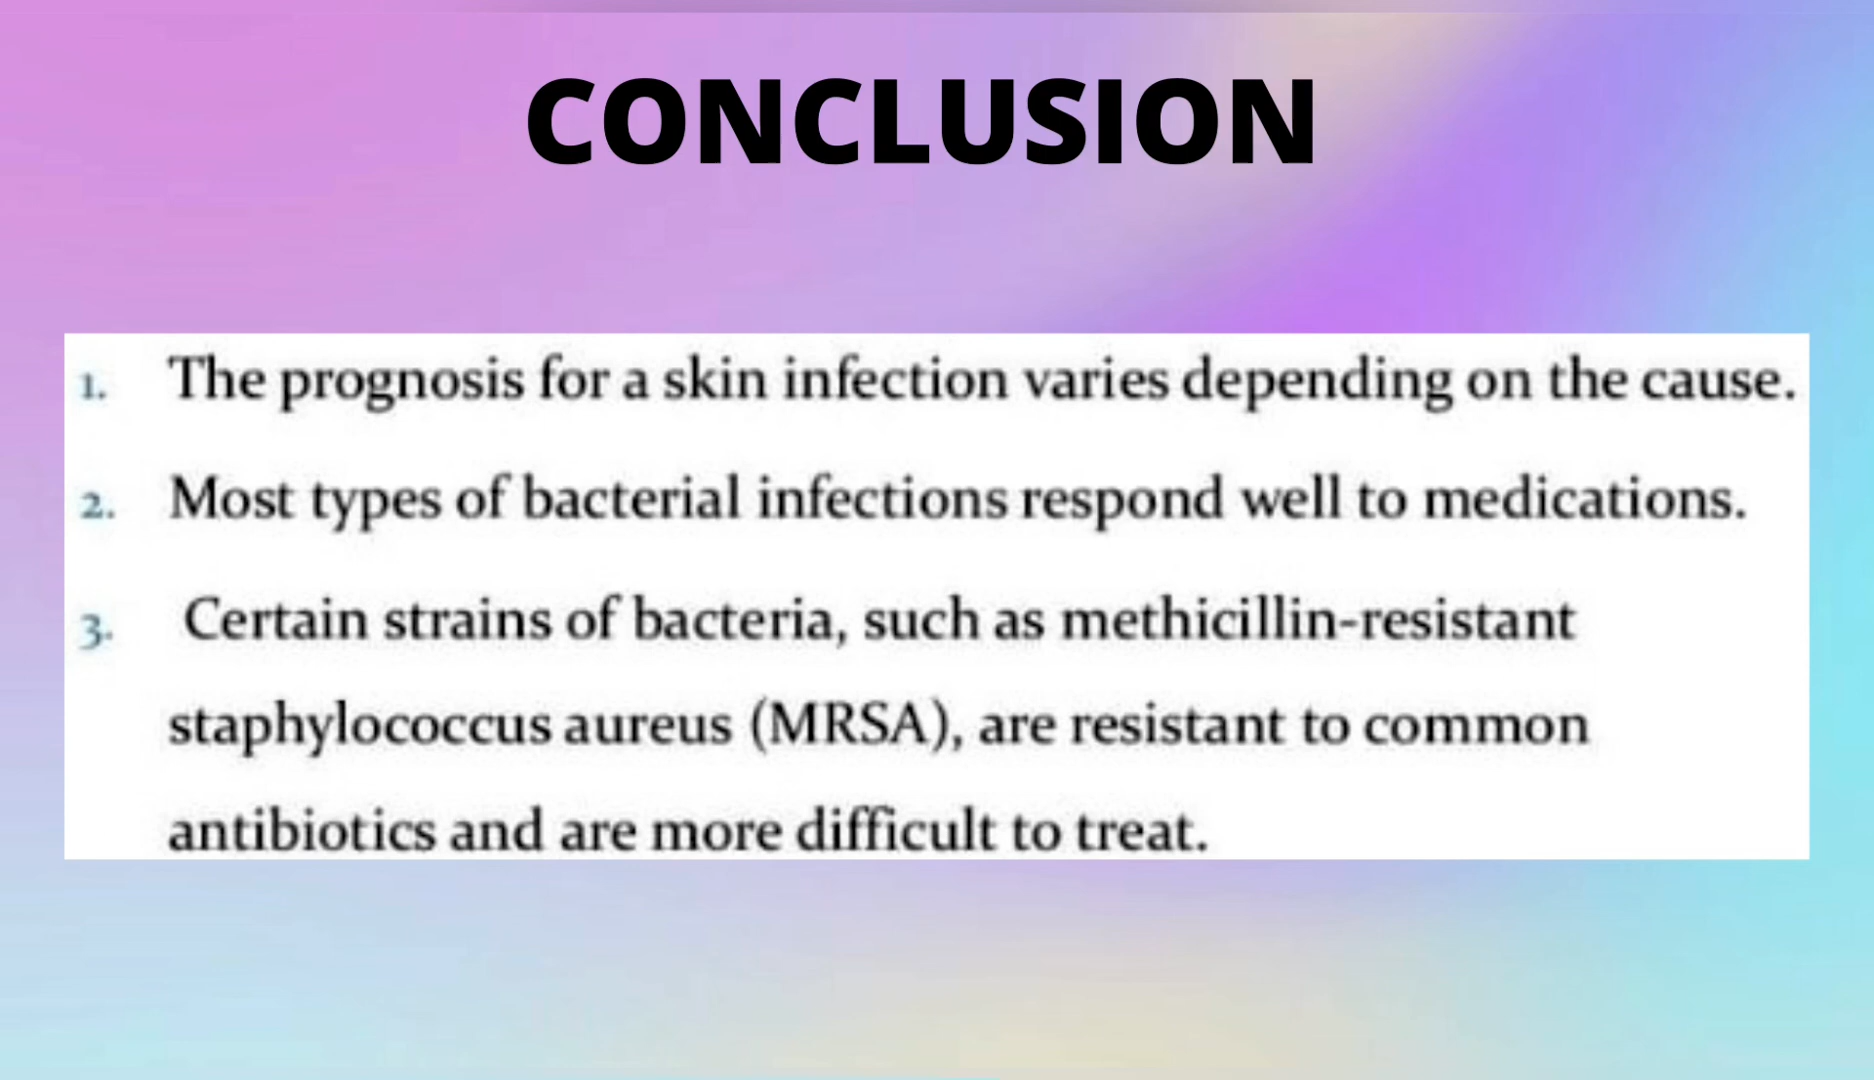 CONCLUSION
1. The prognosis for a skin infection varies depending on the cause.
2. Most types of bacterial infections respond well to medications.
3. Certain strains of bacteria, such as methicillin-resistant
staphylococcus aureus (MRSA), are resistant to common
antibiotics and are more difficult to treat.